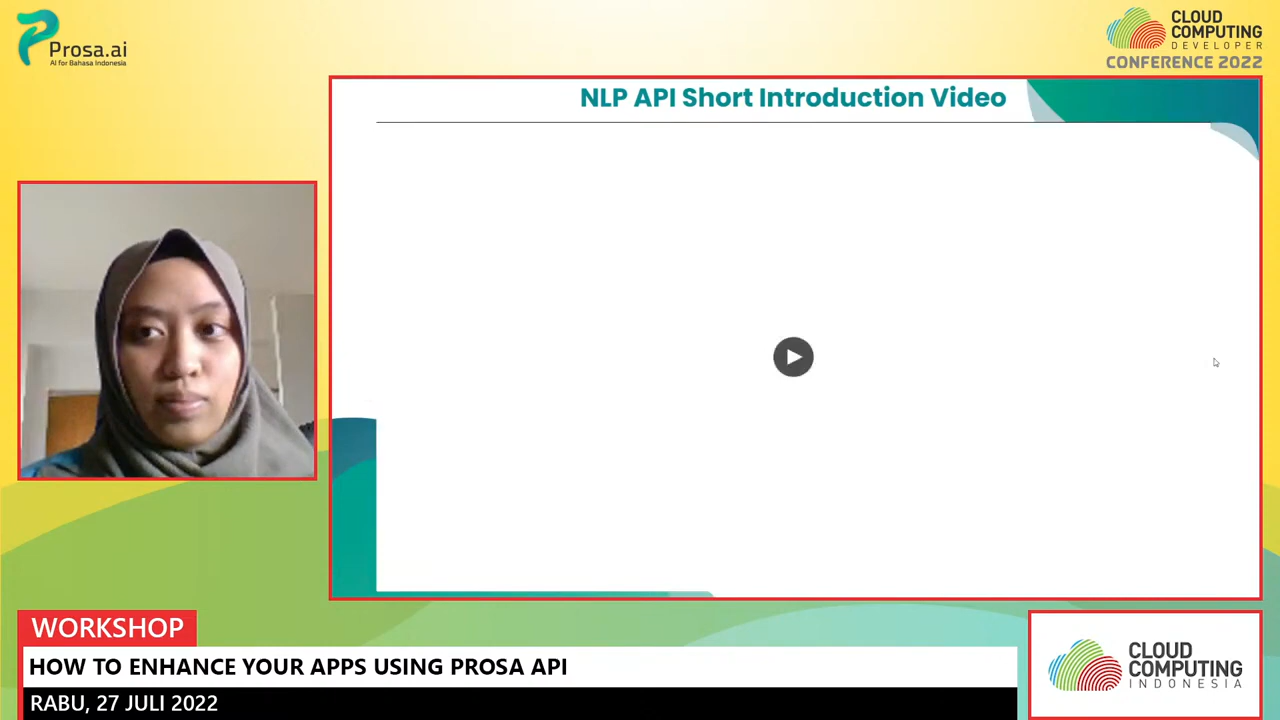 Prosa.ai
AI for Bahasa Indonesia
CLOUD
COMPUTING
DEVELOPER
CONFERENCE 2022
NLP API Short Introduction Video
WORKSHOP
HOW TO ENHANCE YOUR APPS USING PROSA API
RABU, 27 JULI 2022
CLOUD
COMPUTING
INDONESIA